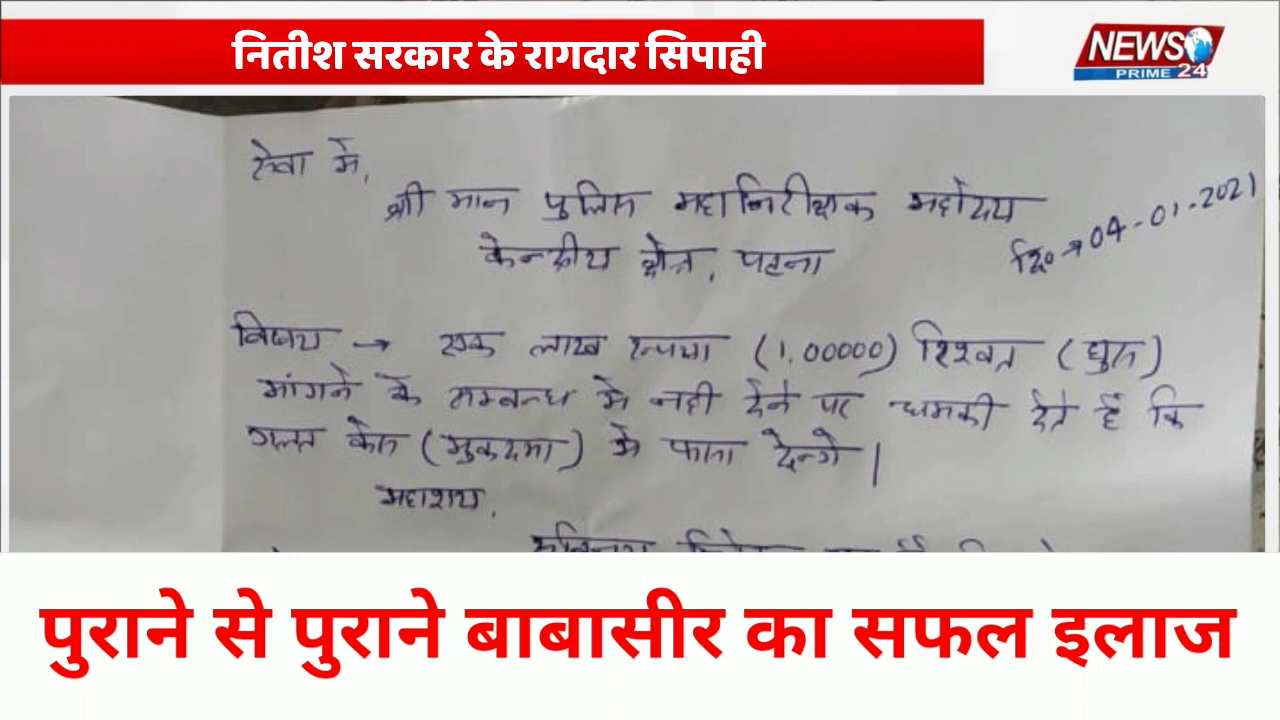 नितीश सरकार के रागदार सिपाही
NEWS
PRIME 24
सेवा में,
श्री मान पुलिस महानिरीक्षक महोदय
केन्द्रीय क्षेत्र, पटना
दि० → 04-01-2021
विषय → एक लाख रूपया (1,00000) रिश्वत (घुस)
मांगने के सम्बन्ध में नही देने पर धमकी देते हैं कि
गलत केस (मुकदमा) में फसा देन्गे।
महाशय,
पुराने से पुराने बाबासीर का सफल इलाज